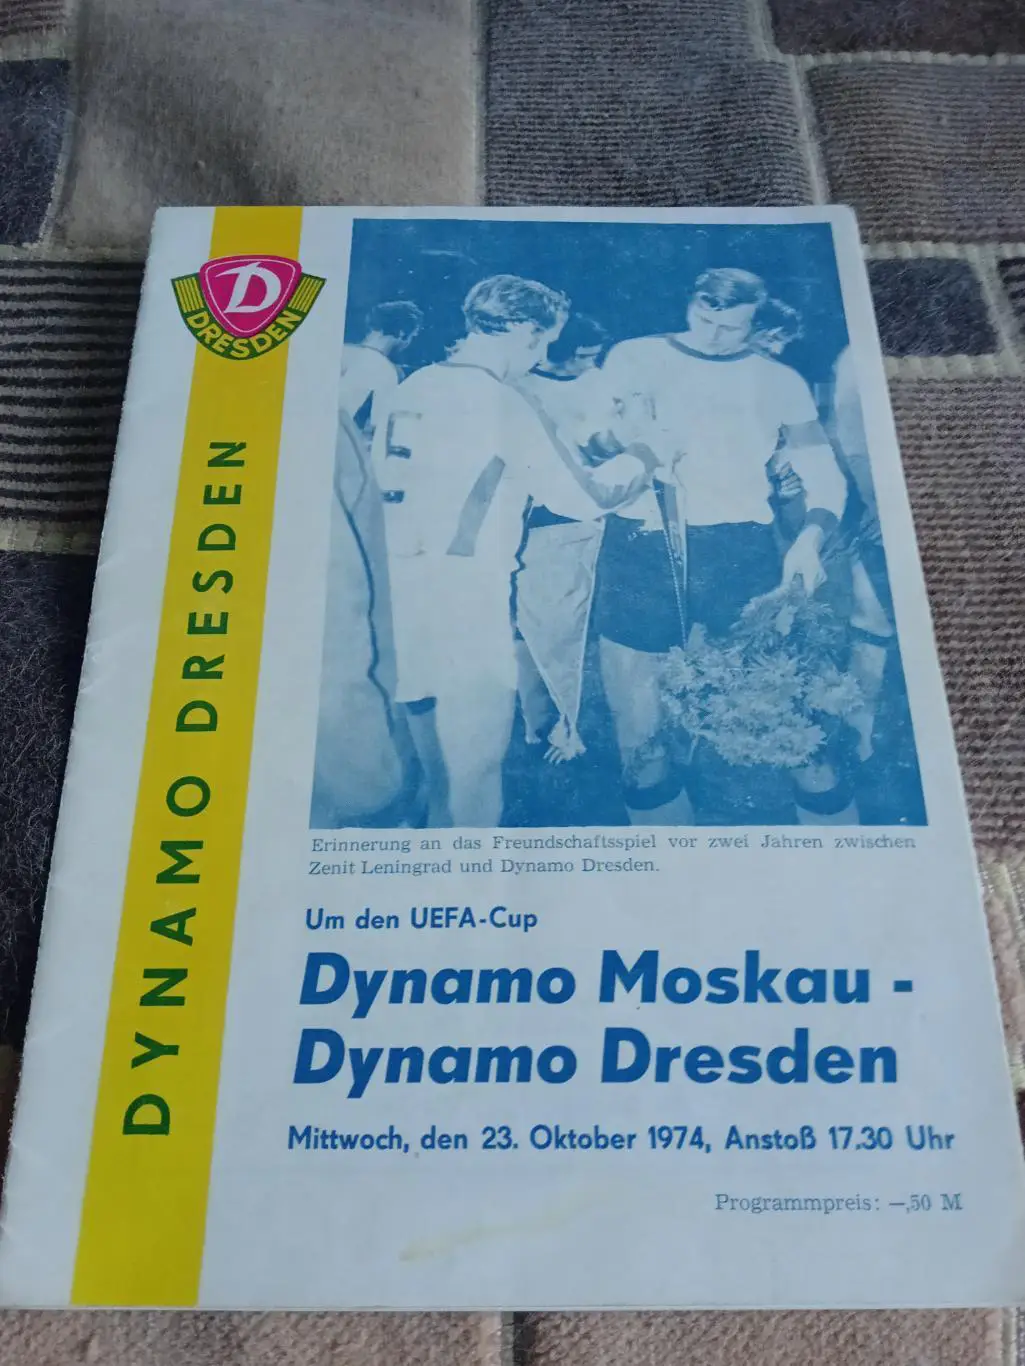 D
DRESDEN
DYNAMO DRESDEN
Erinnerung an das Freundschaftsspiel vor zwei Jahren zwischen
Zenit Leningrad und Dynamo Dresden.
Um den UEFA-Cup
Dynamo Moskau -
Dynamo Dresden
Mittwoch, den 23. Oktober 1974, Anstoß 17.30 Uhr
Programmpreis: –,50 M